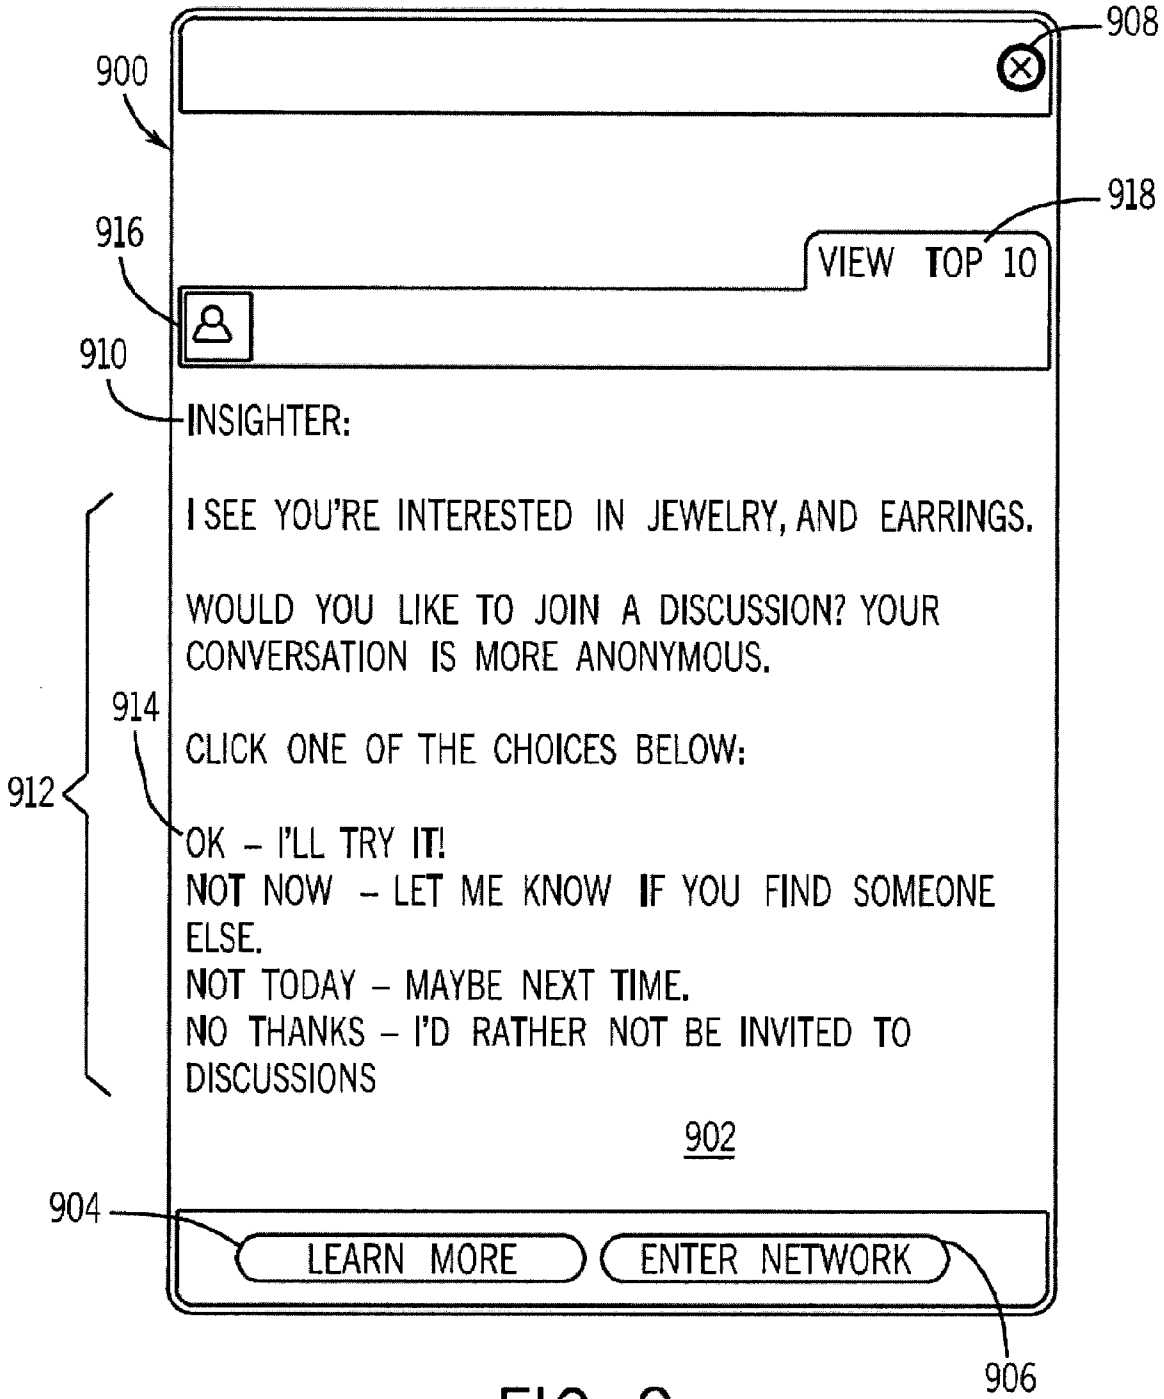 908
900
918
916
VIEW TOP 10
910
INSIGHTER:
I SEE YOU'RE INTERESTED IN JEWELRY, AND EARRINGS.
WOULD YOU LIKE TO JOIN A DISCUSSION? YOUR
CONVERSATION IS MORE ANONYMOUS.
914
CLICK ONE OF THE CHOICES BELOW:
912
OK – I'LL TRY IT!
NOT NOW – LET ME KNOW IF YOU FIND SOMEONE
ELSE.
NOT TODAY – MAYBE NEXT TIME.
NO THANKS – I'D RATHER NOT BE INVITED TO
DISCUSSIONS
902
904
LEARN MORE ENTER NETWORK
906